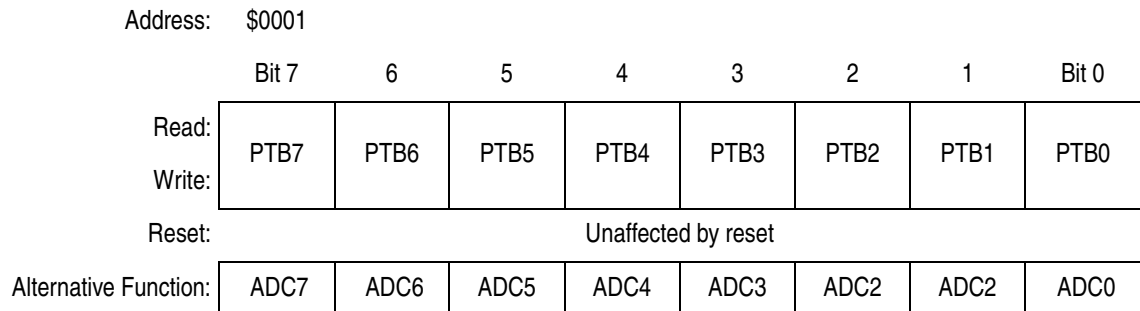 Address: $0001
Bit 7 6 5 4 3 2 1 Bit 0
Read:
PTB7 PTB6 PTB5 PTB4 PTB3 PTB2 PTB1 PTB0
Write:
Reset: Unaffected by reset
Alternative Function: ADC7 ADC6 ADC5 ADC4 ADC3 ADC2 ADC2 ADC0